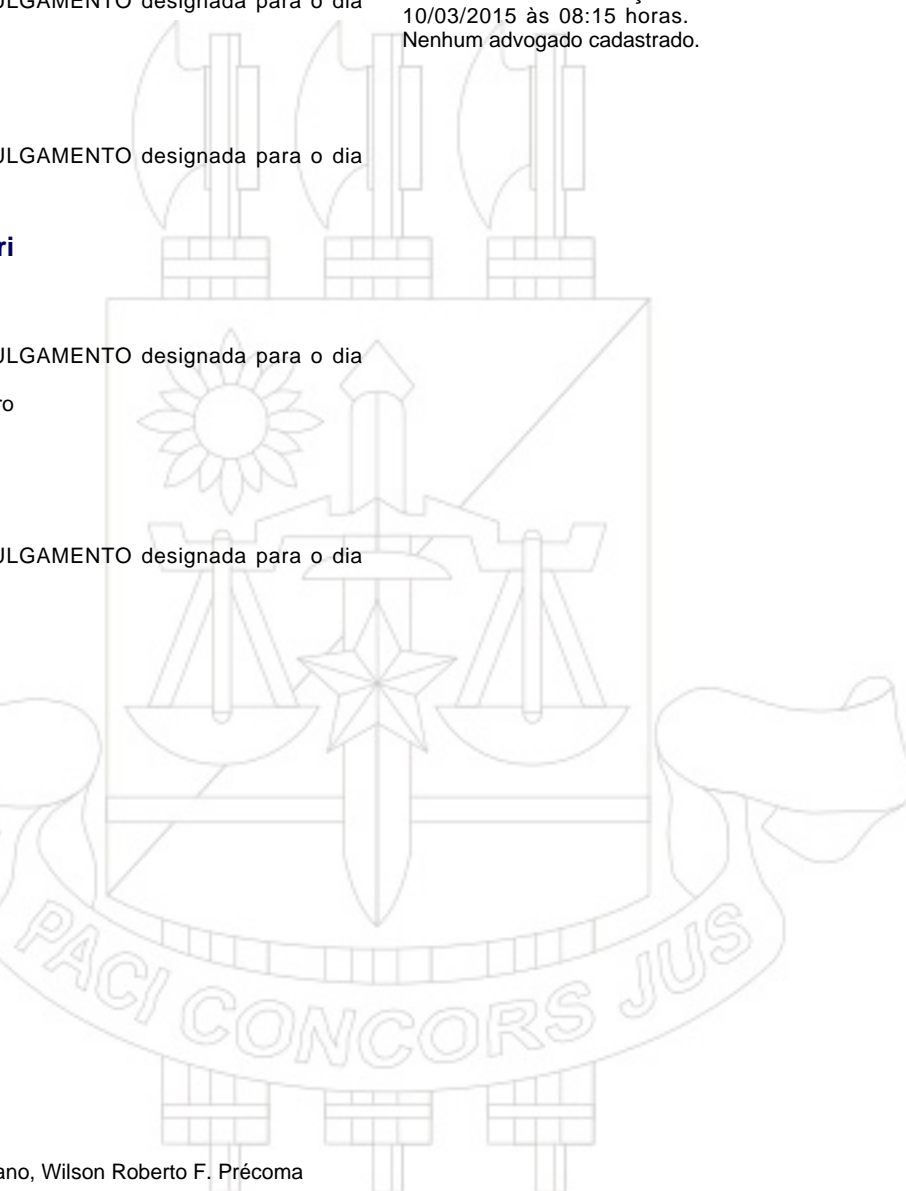 ULGAMENTO designada para o dia
10/03/2015 às 08:15 horas.
Nenhum advogado cadastrado.
ULGAMENTO designada para o dia
ri
ULGAMENTO designada para o dia
ro
ULGAMENTO designada para o dia
PACI CONCORS JUS
ano, Wilson Roberto F. Précoma